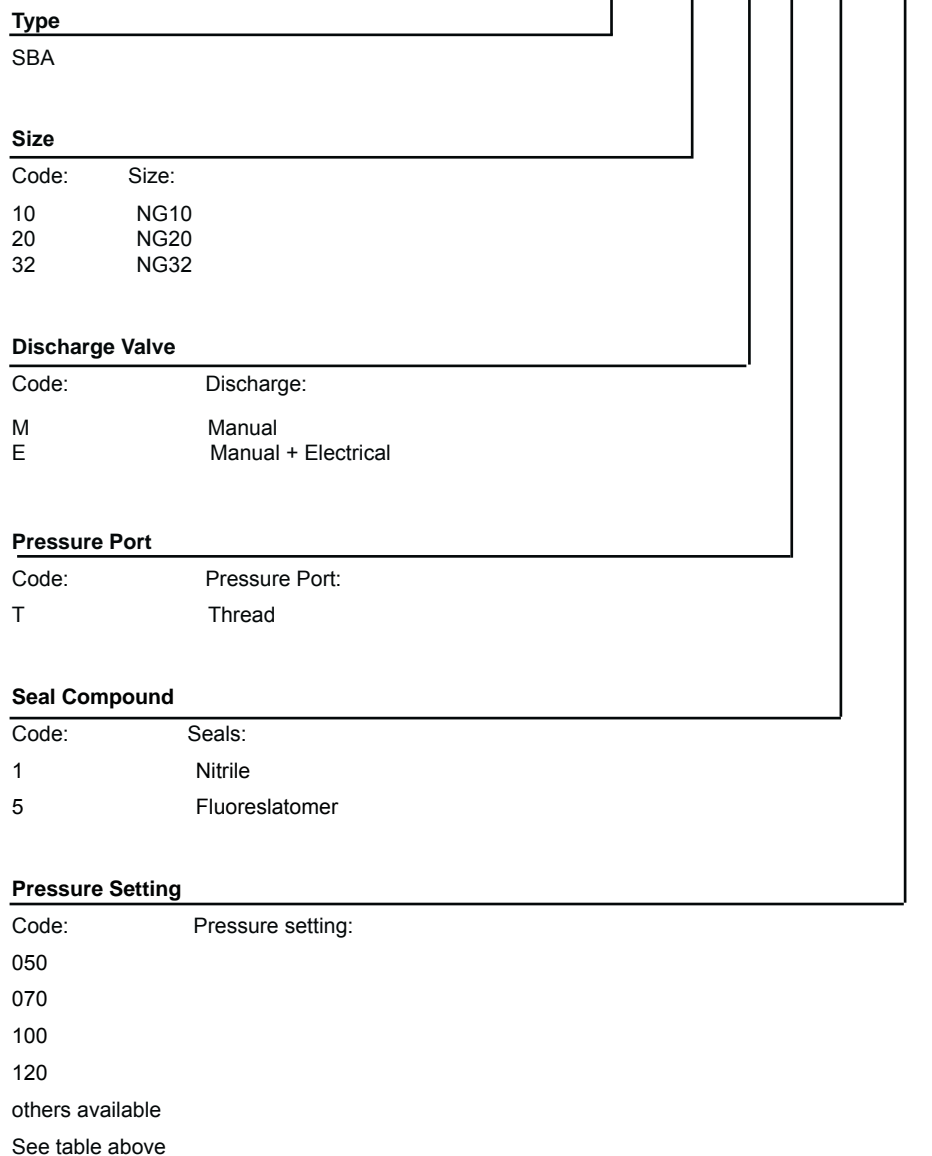 Type
SBA
Size
Code: Size:
10 NG10
20 NG20
32 NG32
Discharge Valve
Code: Discharge:
M Manual
E Manual + Electrical
Pressure Port
Code: Pressure Port:
T Thread
Seal Compound
Code: Seals:
1 Nitrile
5 Fluoreslatomer
Pressure Setting
Code: Pressure setting:
050
070
100
120
others available
See table above